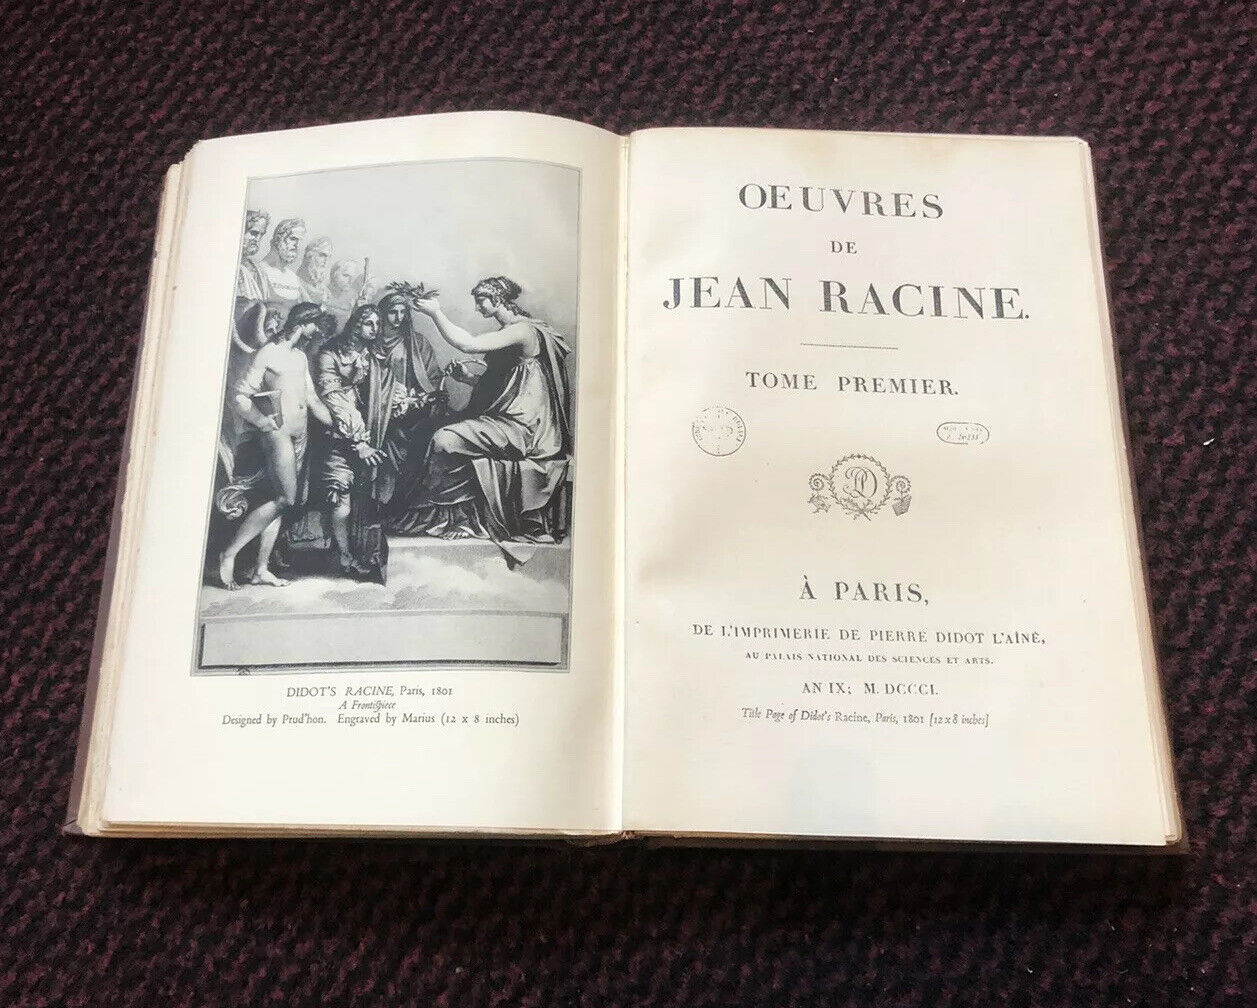 DIDOT'S RACINE, Paris, 1801
A Frontispiece
Designed by Prud'hon. Engraved by Marius (12 x 8 inches)
OEUVRES
DE
JEAN RACINE.
TOME PREMIER.
PD
À PARIS,
DE L'IMPRIMERIE DE PIERRE DIDOT L'AÎNÉ,
AU PALAIS NATIONAL DES SCIENCES ET ARTS.
AN IX; M. DCCCI.
Title Page of Didot's Racine, Paris, 1801 [12 x 8 inches]